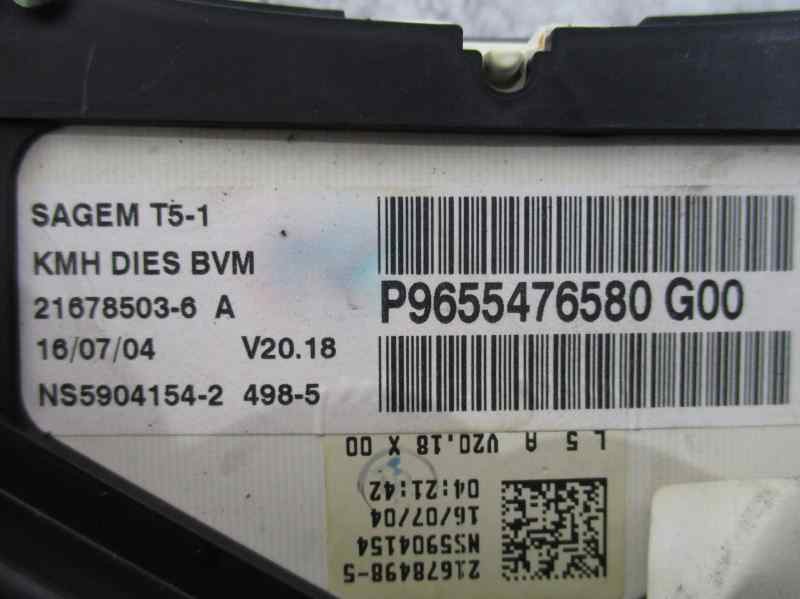 SAGEM T5-1
KMH DIES BVM
21678503-6 A
16/07/04 V20.18
NS5904154-2 498-5
P9655476580 G00
21678498-5
NS5904154
16/07/04
04:21:42
L 5 A V20.18 X 00